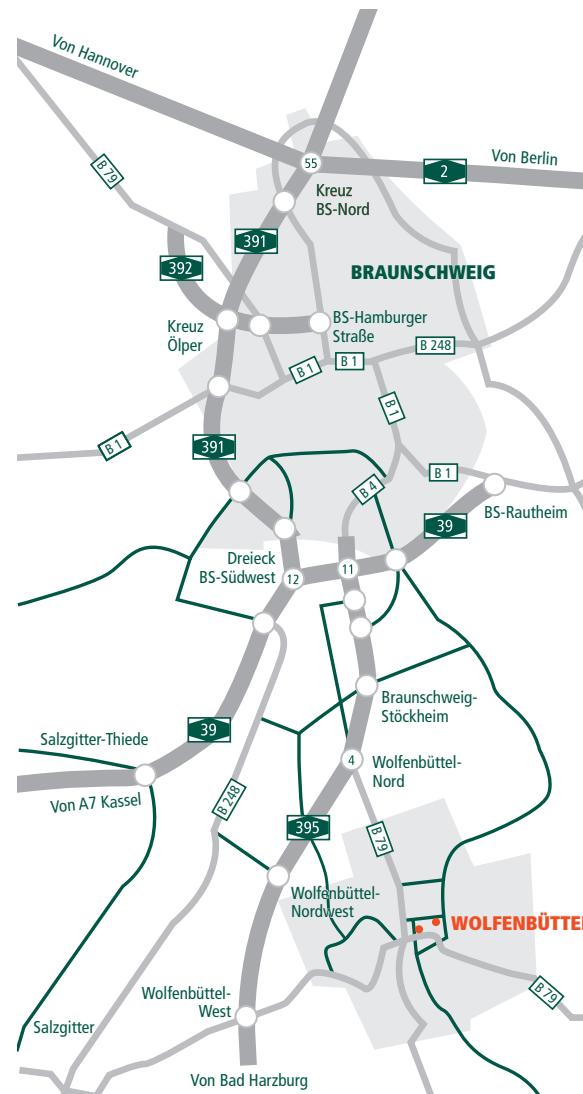 Von Hannover
B 79
55
2
Von Berlin
Kreuz
BS-Nord
391
392
BRAUNSCHWEIG
Kreuz
Ölper
BS-Hamburger
Straße
B 248
B 1
B 1
B 1
B 1
391
B 1
B 4
BS-Rautheim
39
Dreieck
BS-Südwest
12
11
Braunschweig-
Stöckheim
39
Salzgitter-Thiede
4
Wolfenbüttel-
Nord
Von A7 Kassel
B 248
395
B 79
Wolfenbüttel-
Nordwest
WOLFENBÜTTE
B 79
Wolfenbüttel-
West
Salzgitter
Von Bad Harzburg